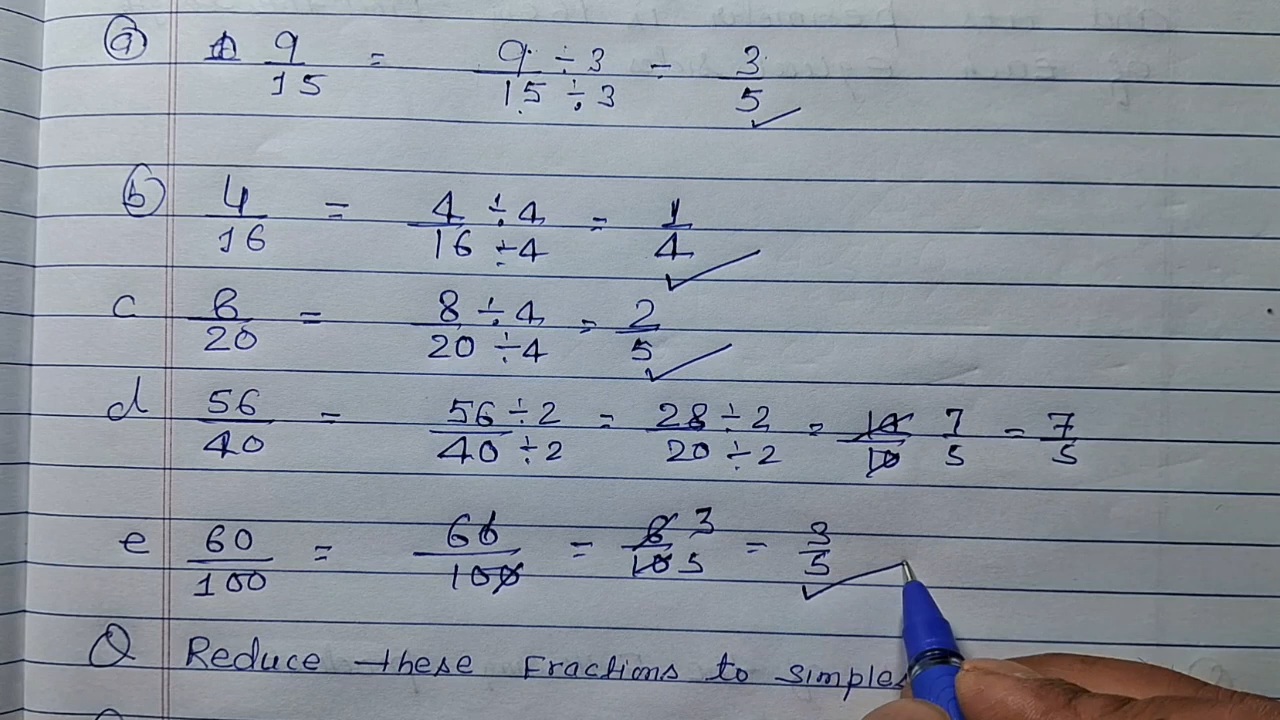 a 9/15 = 9 ÷ 3/15 ÷ 3 = 3/5
b 4/16 = 4 ÷ 4/16 ÷ 4 = 1/4
c 8/20 = 8 ÷ 4/20 ÷ 4 = 2/5
d 56/40 = 56 ÷ 2/40 ÷ 2 = 28 ÷ 2/20 ÷ 2 = 14/10 7/5 = 7/5
e 60/100 = 60/100 = 6/10 3/5 = 3/5
Q Reduce these Fractions to simples